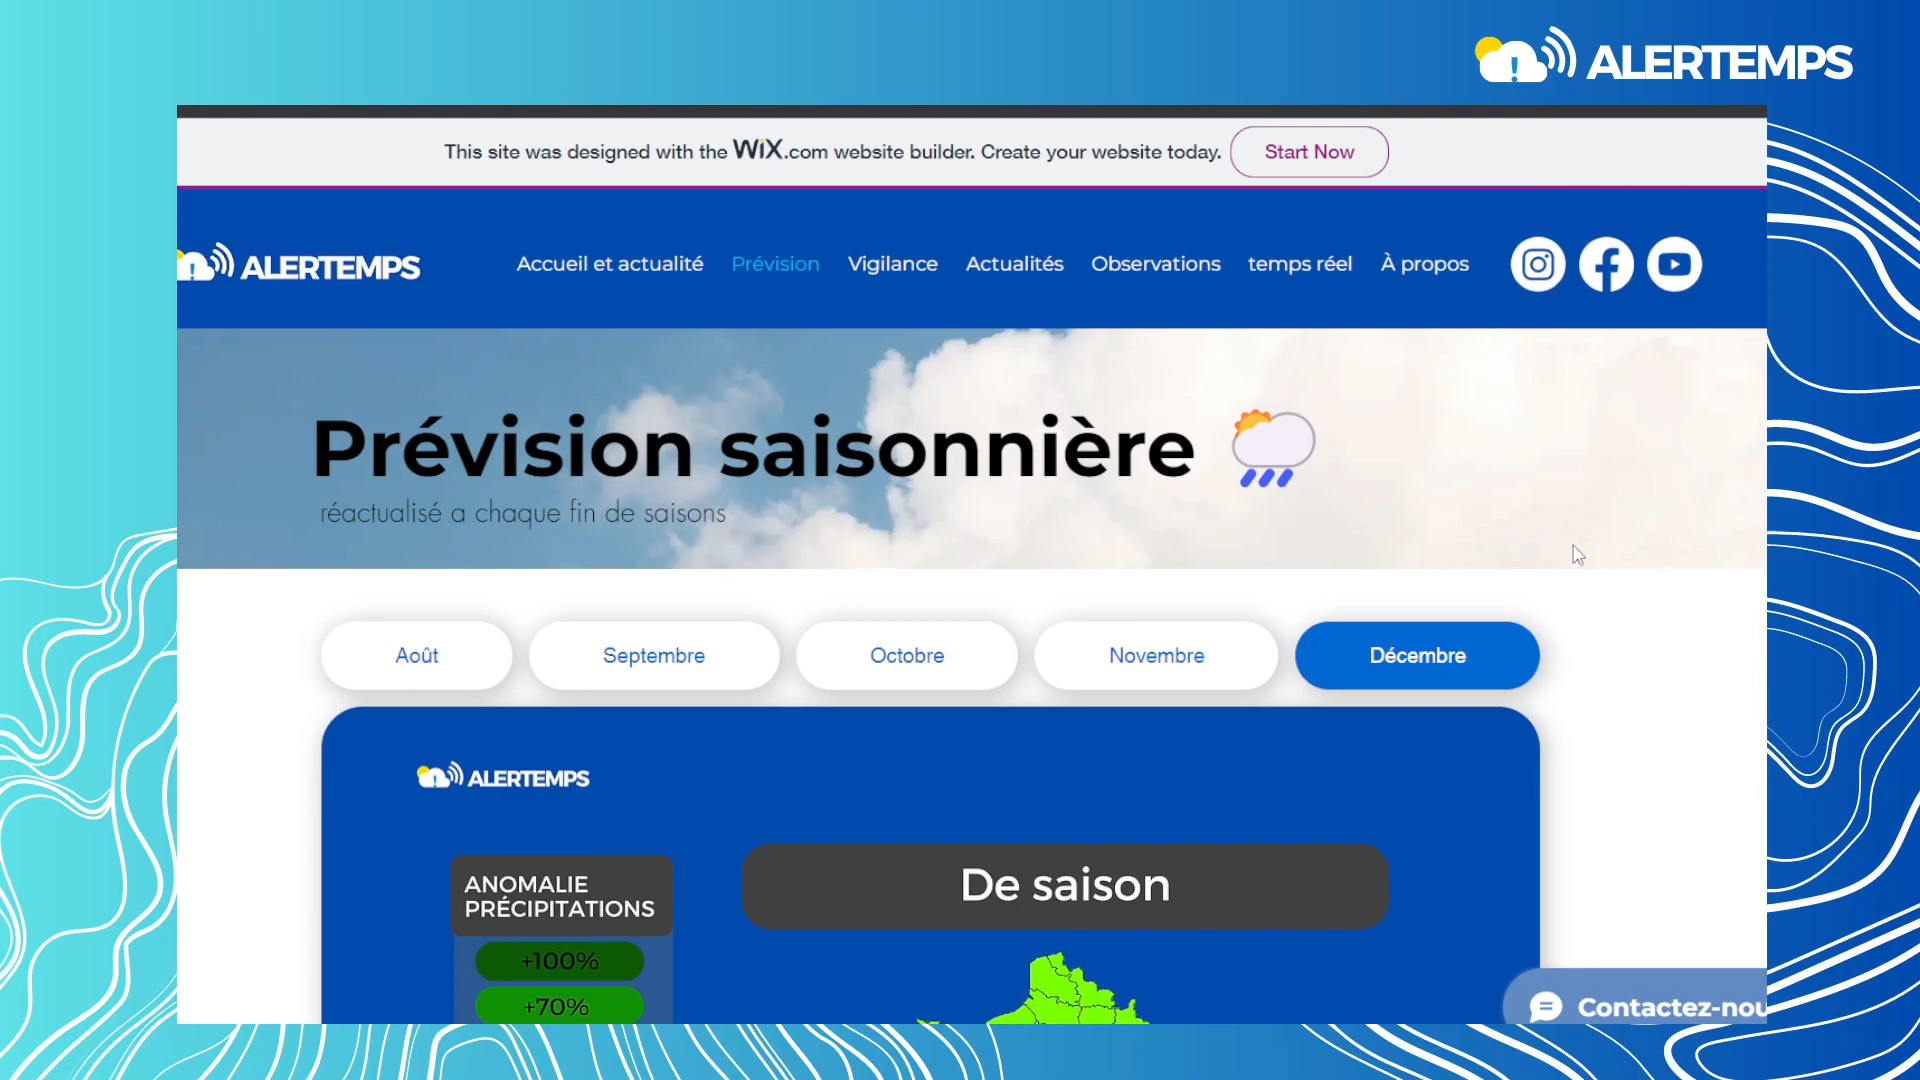 ALERTEMPS
This site was designed with the WiX.com website builder. Create your website today. Start Now
ALERTEMPS Accueil et actualité Prévision Vigilance Actualités Observations temps réel À propos
Prévision saisonnière
réactualisé a chaque fin de saisons
Août Septembre Octobre Novembre Décembre
ALERTEMPS
De saison
ANOMALIE
PRÉCIPITATIONS
+100%
+70%
Contactez-nou